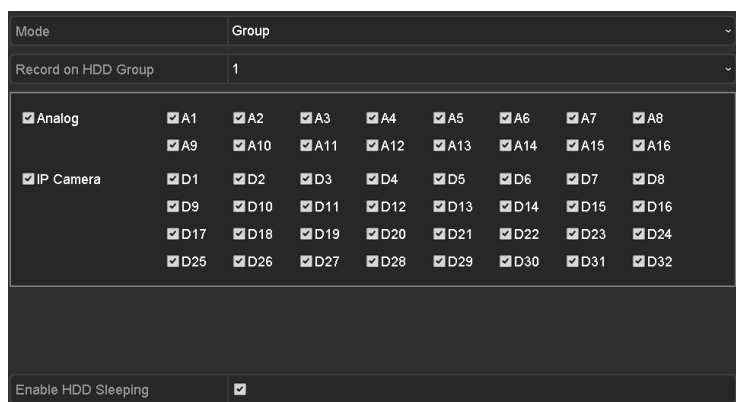 Mode Group
Record on HDD Group 1
Analog A1 A2 A3 A4 A5 A6 A7 A8
A9 A10 A11 A12 A13 A14 A15 A16
IP Camera D1 D2 D3 D4 D5 D6 D7 D8
D9 D10 D11 D12 D13 D14 D15 D16
D17 D18 D19 D20 D21 D22 D23 D24
D25 D26 D27 D28 D29 D30 D31 D32
Enable HDD Sleeping